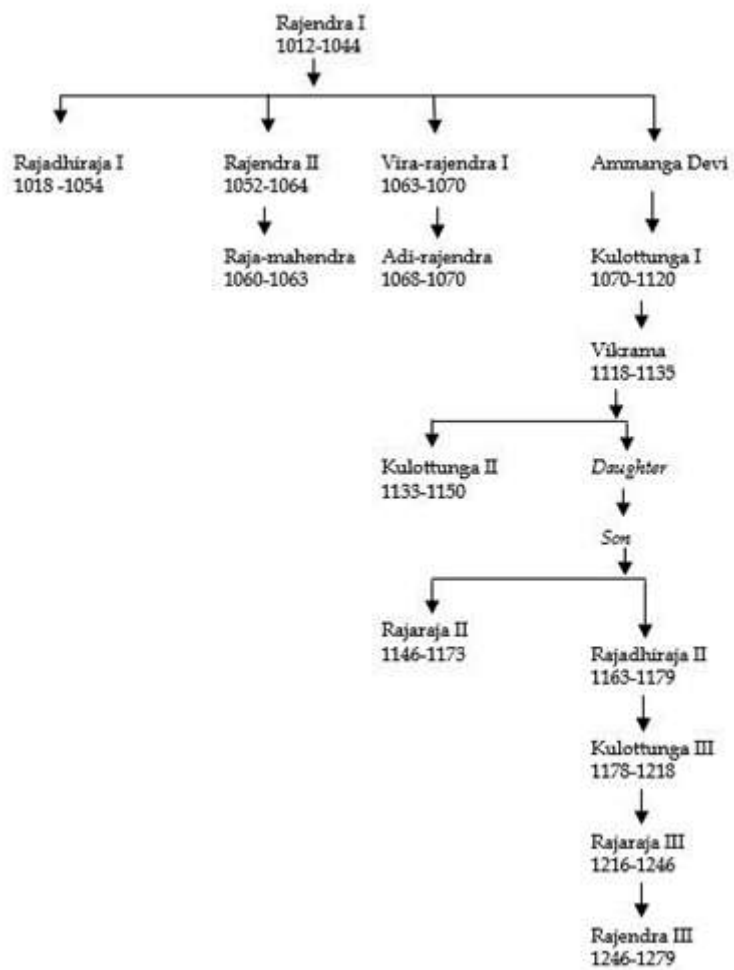 Rajendra I
1012-1044
Rajadhiraja I
1018 -1054
Rajendra II
1052-1064
Vira-rajendra I
1063-1070
Ammanga Devi
Raja-mahendra
1060-1063
Adi-rajendra
1068-1070
Kulottunga I
1070-1120
Vikrama
1118-1135
Kulottunga II
1133-1150
Daughter
Son
Rajaraja II
1146-1173
Rajadhiraja II
1163-1179
Kulottunga III
1178-1218
Rajaraja III
1216-1246
Rajendra III
1246-1279